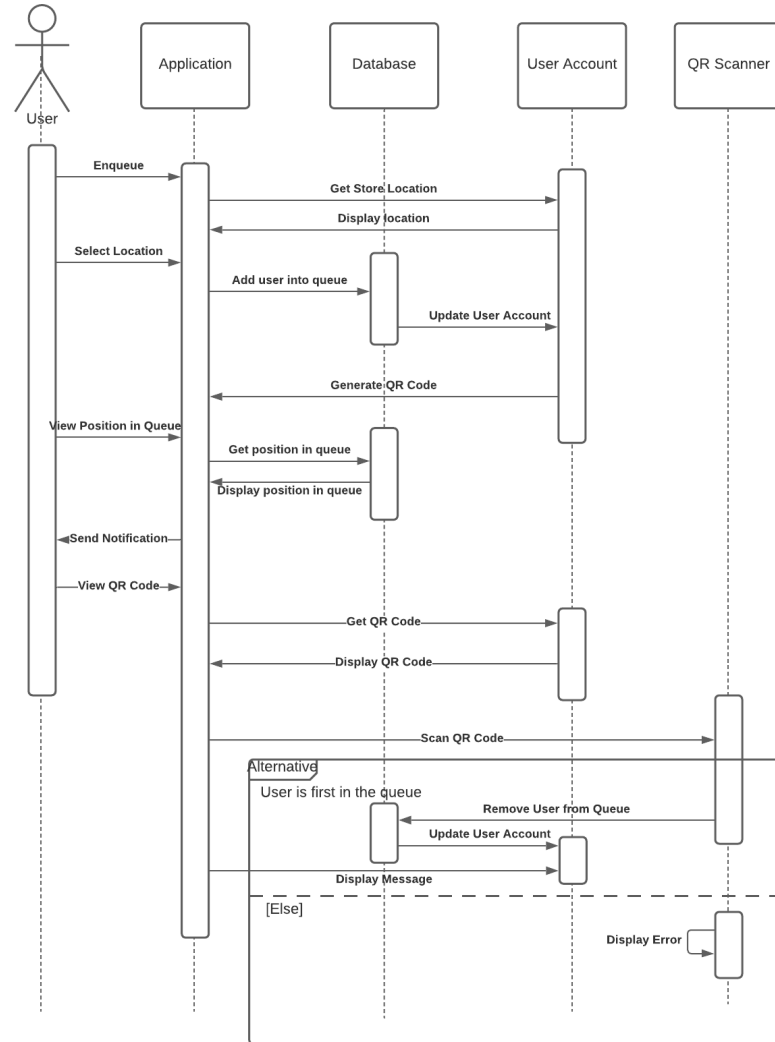 Application
Database
User Account
QR Scanner
User
Enqueue
Get Store Location
Display location
Select Location
Add user into queue
Update User Account
Generate QR Code
View Position in Queue
Get position in queue
Display position in queue
Send Notification
View QR Code
Get QR Code
Display QR Code
Scan QR Code
Alternative
User is first in the queue
Remove User from Queue
Update User Account
Display Message
[Else]
Display Error